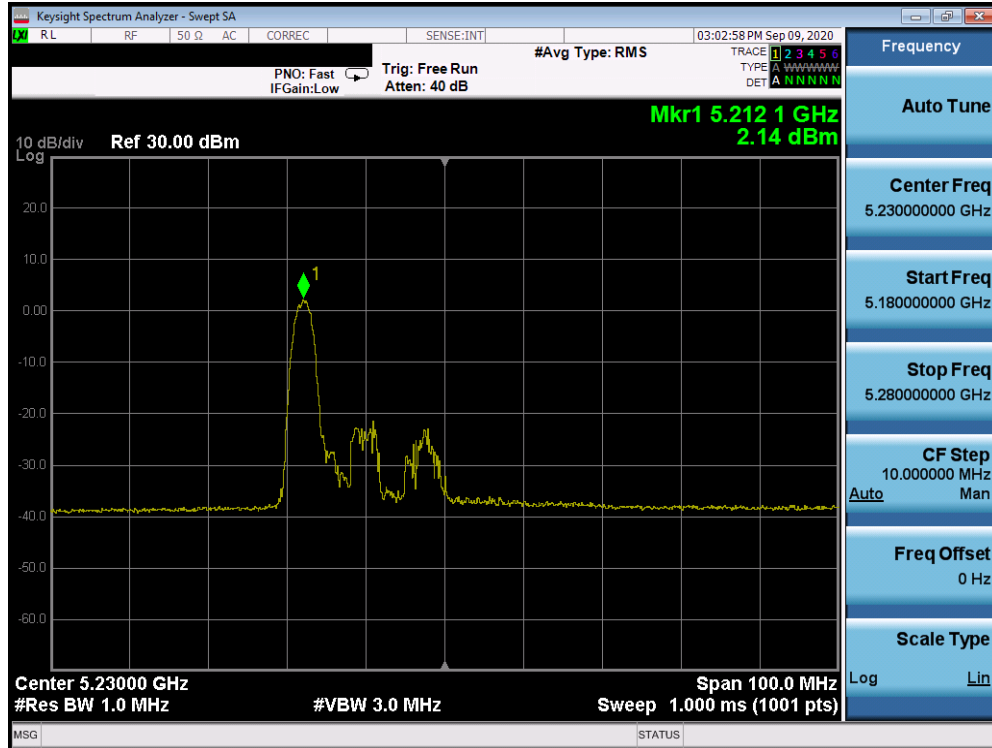 Keysight Spectrum Analyzer - Swept SA
LXI RL RF 50 Ω AC CORREC SENSE:INT 03:02:58 PM Sep 09, 2020
#Avg Type: RMS
TRACE 1 2 3 4 5 6
TYPE A WWWWW
DET A N N N N N
PNO: Fast
IFGain:Low
Trig: Free Run
Atten: 40 dB
Mkr1 5.212 1 GHz
2.14 dBm
10 dB/div Ref 30.00 dBm
Log
20.0
10.0
0.00
-10.0
-20.0
-30.0
-40.0
-50.0
-60.0
1
Center 5.23000 GHz
#Res BW 1.0 MHz
#VBW 3.0 MHz
Span 100.0 MHz
Sweep 1.000 ms (1001 pts)
MSG
STATUS
Frequency
Auto Tune
Center Freq
5.230000000 GHz
Start Freq
5.180000000 GHz
Stop Freq
5.280000000 GHz
CF Step
10.000000 MHz
Auto Man
Freq Offset
0 Hz
Scale Type
Log Lin